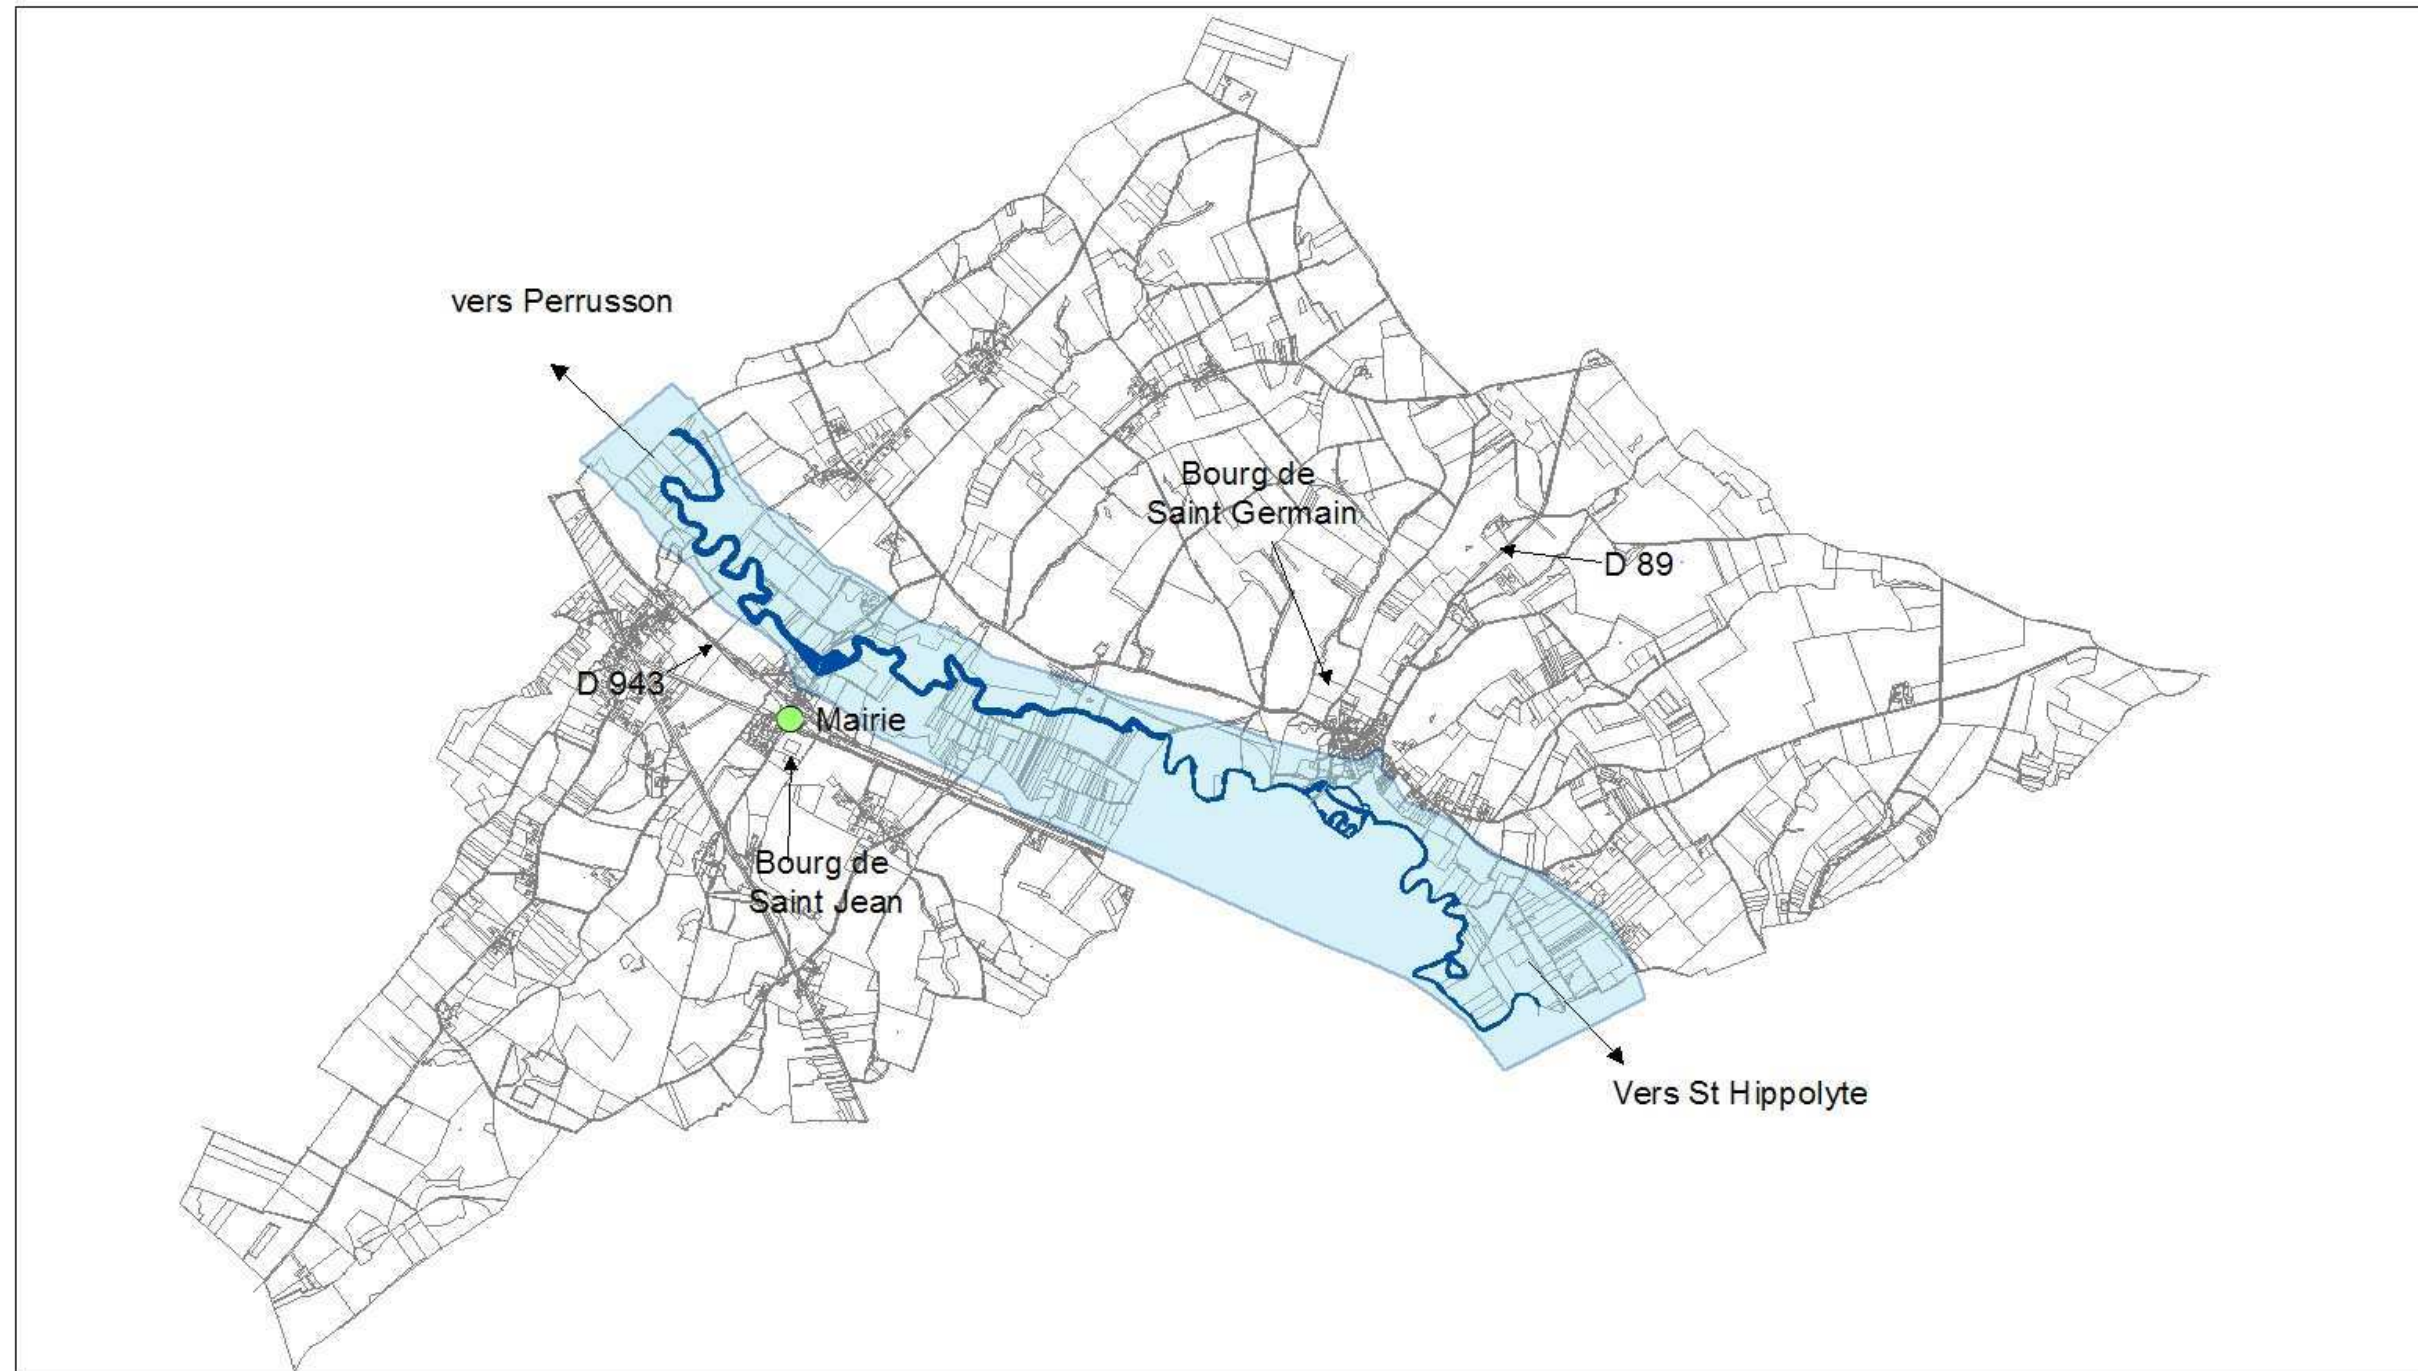 vers Perrusson
Bourg de
Saint Germain
D 89
D 943
Mairie
Bourg de
Saint Jean
Vers St Hippolyte